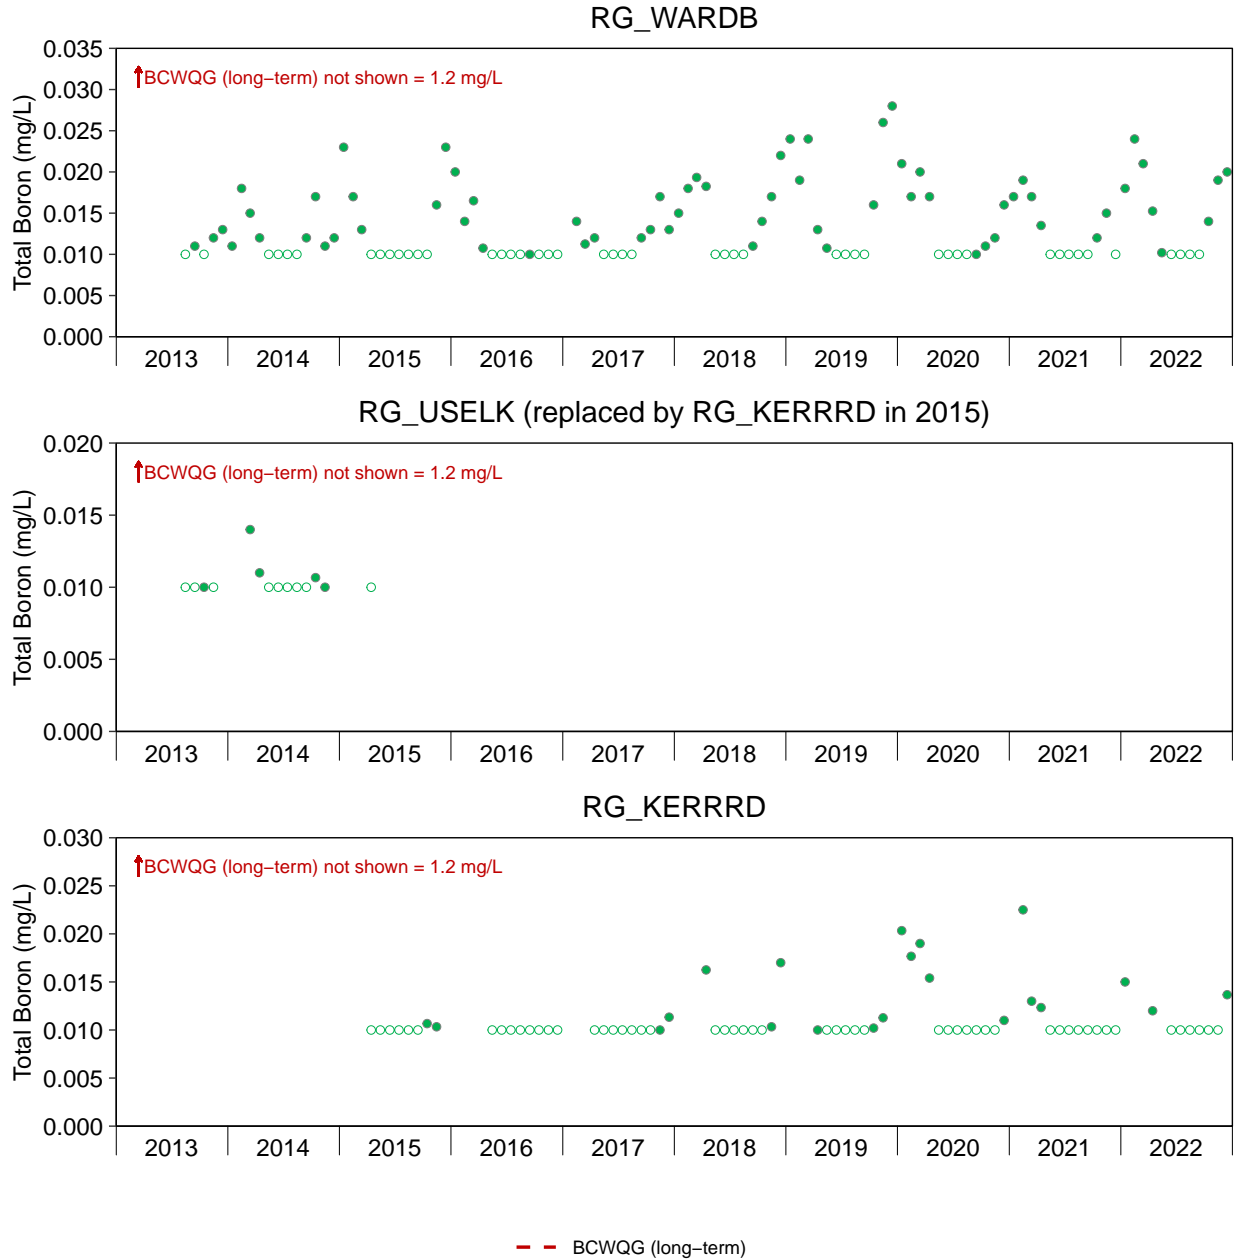 RG_WARDB
Total Boron (mg/L)
0.035
0.030
0.025
0.020
0.015
0.010
0.005
0.000
BCWQG (long−term) not shown = 1.2 mg/L
2013 2014 2015 2016 2017 2018 2019 2020 2021 2022
RG_USELK (replaced by RG_KERRRD in 2015)
Total Boron (mg/L)
0.020
0.015
0.010
0.005
0.000
BCWQG (long−term) not shown = 1.2 mg/L
2013 2014 2015 2016 2017 2018 2019 2020 2021 2022
RG_KERRRD
Total Boron (mg/L)
0.030
0.025
0.020
0.015
0.010
0.005
0.000
BCWQG (long−term) not shown = 1.2 mg/L
2013 2014 2015 2016 2017 2018 2019 2020 2021 2022
BCWQG (long−term)